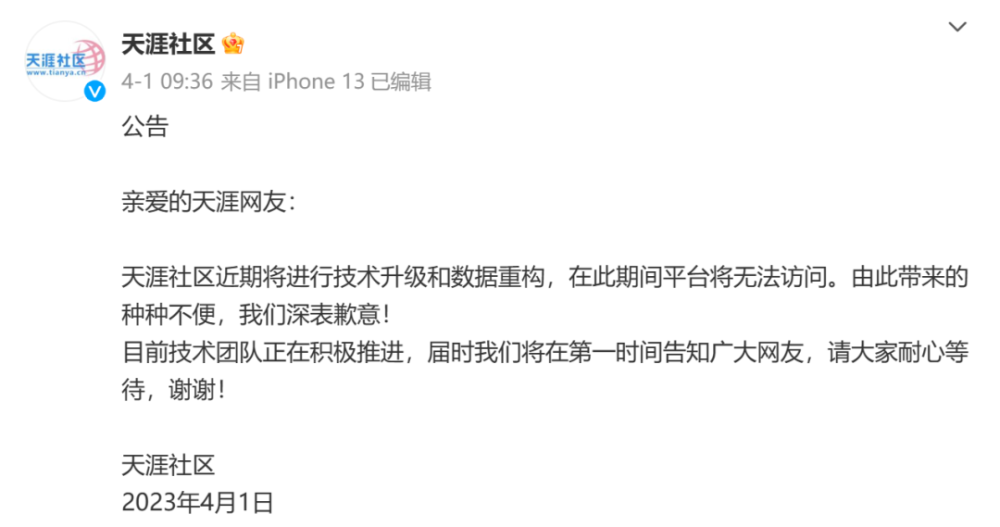 天涯社区
天涯社区
www.tianya.cn
4-1 09:36 来自 iPhone 13 已编辑
公告
亲爱的天涯网友：
天涯社区近期将进行技术升级和数据重构，在此期间平台将无法访问。由此带来的
种种不便，我们深表歉意！
目前技术团队正在积极推进，届时我们将在第一时间告知广大网友，请大家耐心等
待，谢谢！
天涯社区
2023年4月1日